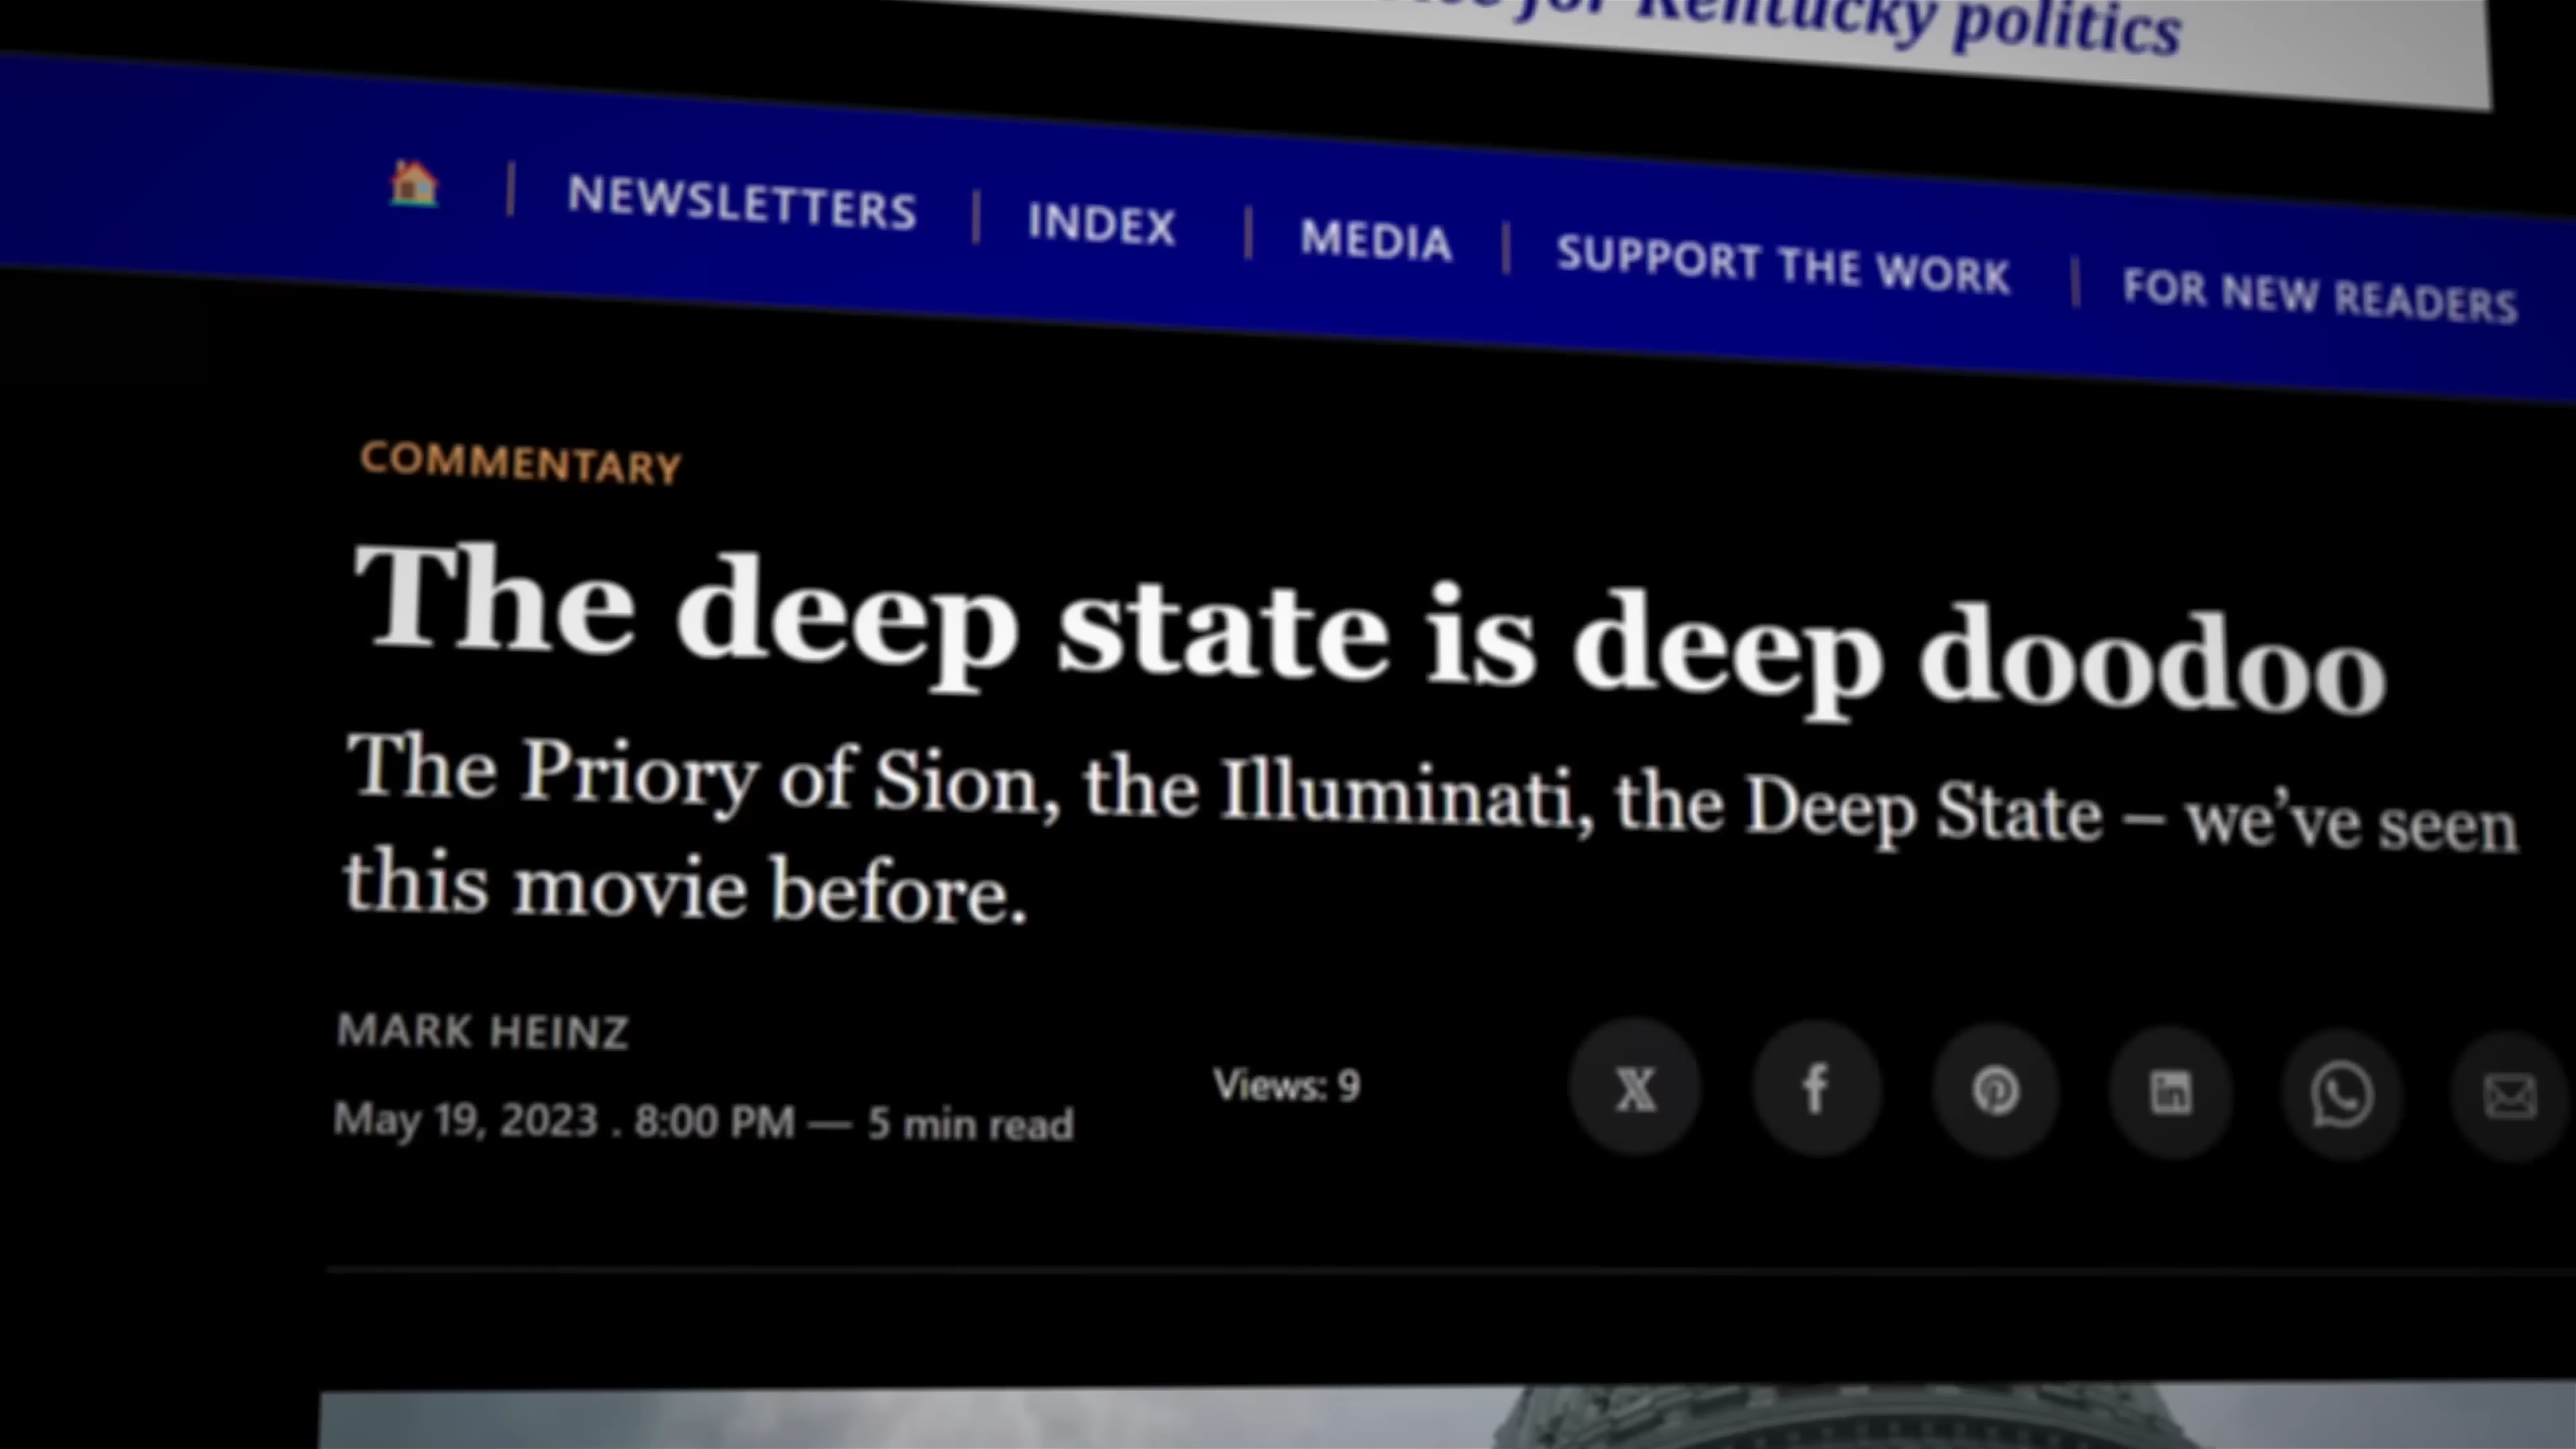 for Kentucky politics
NEWSLETTERS | INDEX | MEDIA | SUPPORT THE WORK | FOR NEW READERS
COMMENTARY
The deep state is deep doodoo
The Priory of Sion, the Illuminati, the Deep State – we’ve seen
this movie before.
MARK HEINZ
May 19, 2023 . 8:00 PM — 5 min read
Views: 9